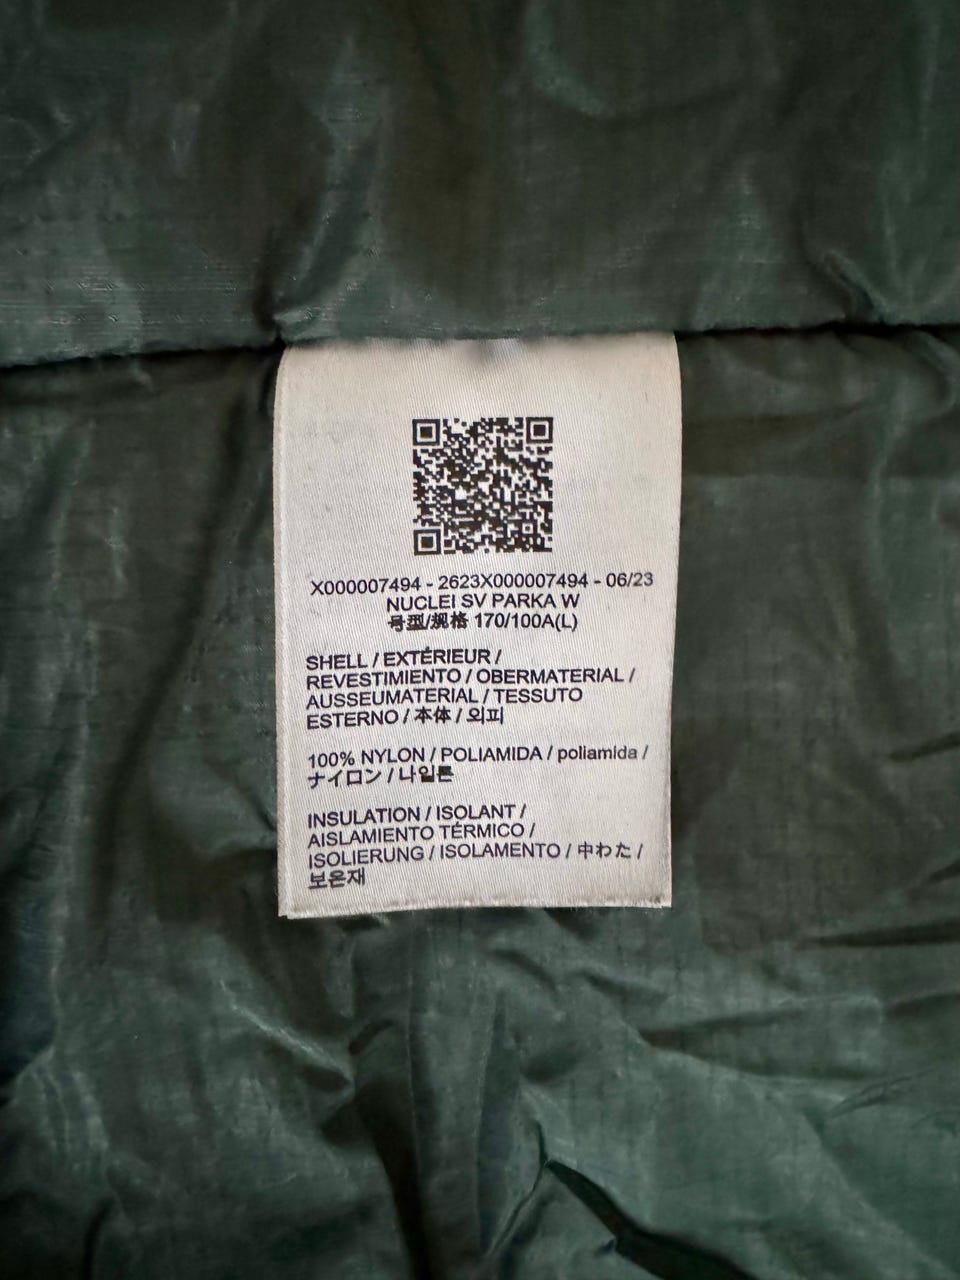 X000007494 - 2623X000007494 - 06/23
NUCLEI SV PARKA W
号型/规格 170/100A(L)
SHELL / EXTÉRIEUR /
REVESTIMIENTO / OBERMATERIAL /
AUSSEUMATERIAL / TESSUTO
ESTERNO / 本体 / 외피
100% NYLON / POLIAMIDA / poliamida /
ナイロン / 나일론
INSULATION / ISOLANT /
AISLAMIENTO TÉRMICO /
ISOLIERUNG / ISOLAMENTO / 中わた /
보온재